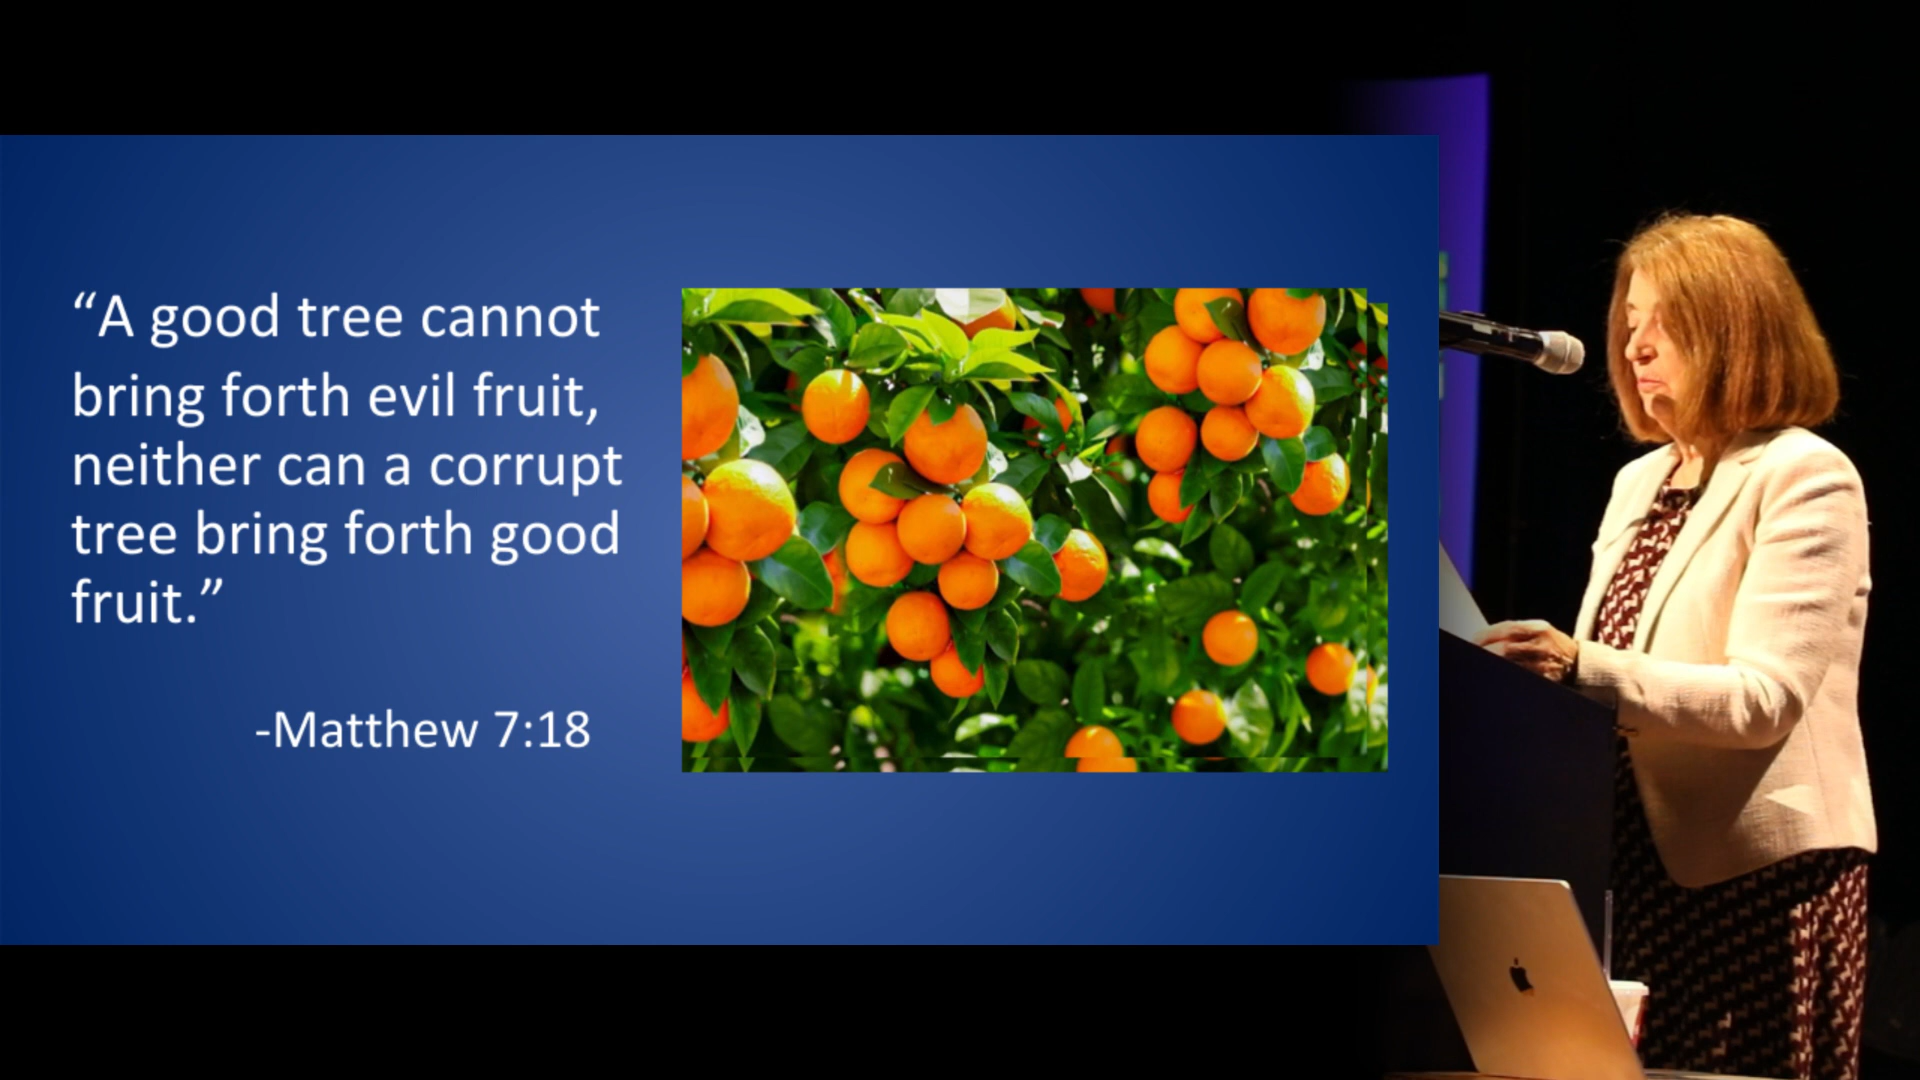 “A good tree cannot
bring forth evil fruit,
neither can a corrupt
tree bring forth good
fruit.”
-Matthew 7:18